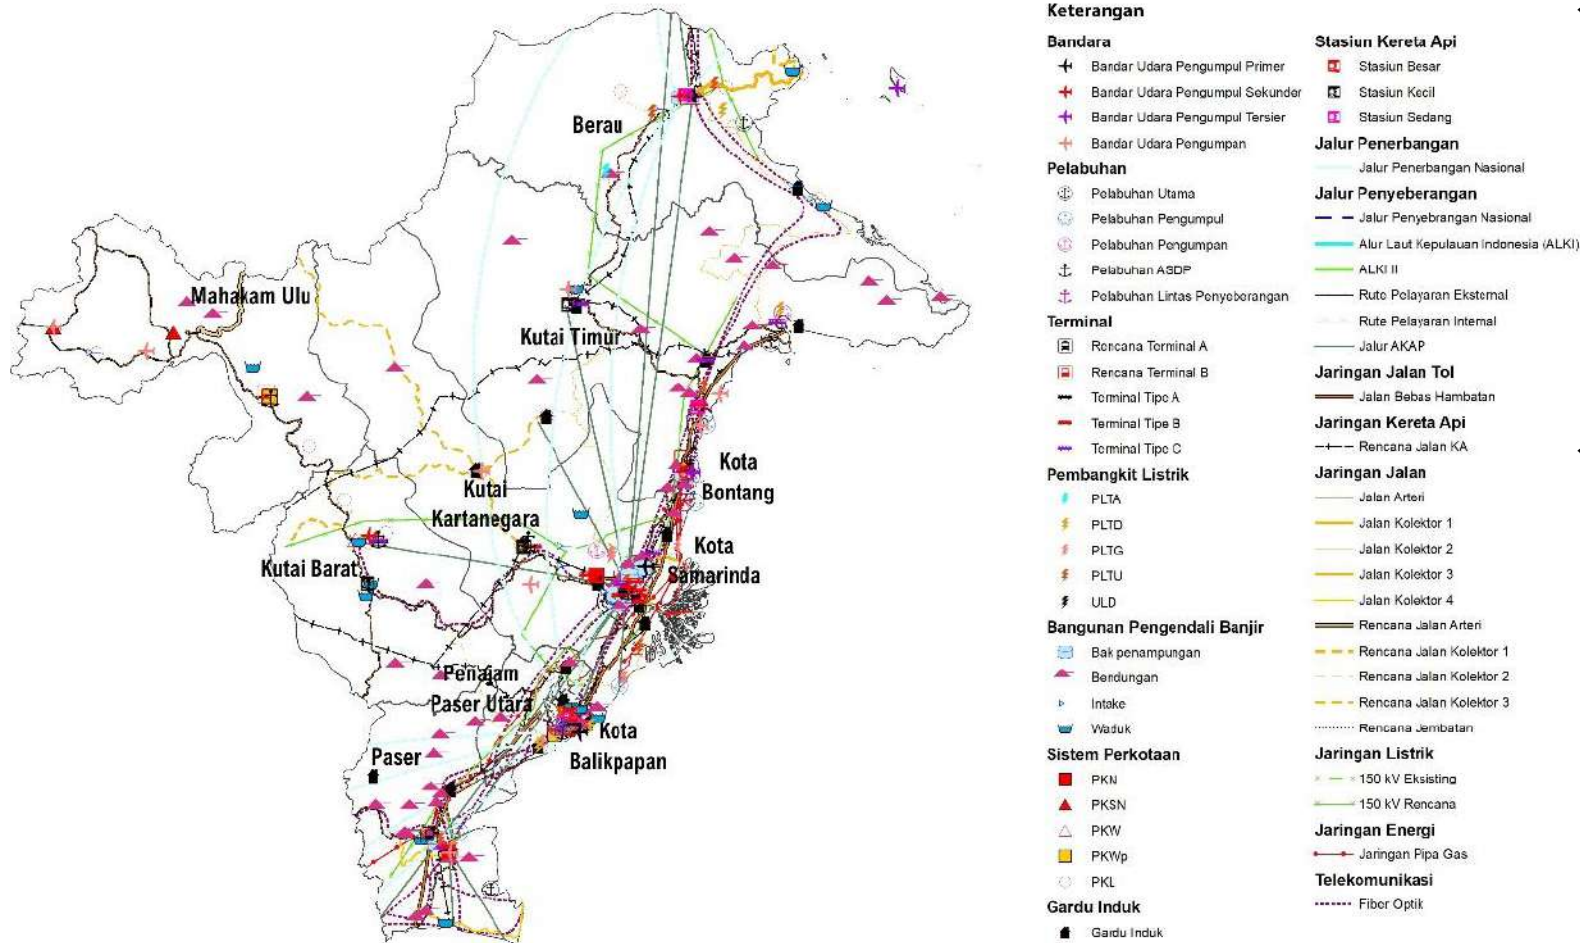 Berau
Mahakam Ulu
Kutai Timur
Kutai
Kartanegara
Kota
Bontang
Kota
Samarinda
Kutai Barat
Penajam
Paser Utara
Kota
Balikpapan
Paser
Keterangan
Bandara
Bandar Udara Pengumpul Primer
Bandar Udara Pengumpul Sekunder
Bandar Udara Pengumpul Tersier
Bandar Udara Pengumpan
Pelabuhan
Pelabuhan Utama
Pelabuhan Pengumpul
Pelabuhan Pengumpan
Pelabuhan ASDP
Pelabuhan Lintas Penyeberangan
Terminal
Rencana Terminal A
Rencana Terminal B
Terminal Tipe A
Terminal Tipe B
Terminal Tipe C
Pembangkit Listrik
PLTA
PLTD
PLTG
PLTU
ULD
Bangunan Pengendali Banjir
Bak penampungan
Bendungan
Intake
Waduk
Sistem Perkotaan
PKN
PKSN
PKW
PKWp
PKL
Gardu Induk
Gardu Induk
Stasiun Kereta Api
Stasiun Besar
Stasiun Kecil
Stasiun Sedang
Jalur Penerbangan
Jalur Penerbangan Nasional
Jalur Penyeberangan
Jalur Penyebrangan Nasional
Alur Laut Kepulauan Indonesia (ALKI)
ALKI II
Rute Pelayaran Eksternal
Rute Pelayaran Internal
Jalur AKAP
Jaringan Jalan Tol
Jalan Bebas Hambatan
Jaringan Kereta Api
Rencana Jalan KA
Jaringan Jalan
Jalan Arteri
Jalan Kolektor 1
Jalan Kolektor 2
Jalan Kolektor 3
Jalan Kolektor 4
Rencana Jalan Arteri
Rencana Jalan Kolektor 1
Rencana Jalan Kolektor 2
Rencana Jalan Kolektor 3
Rencana Jembatan
Jaringan Listrik
150 kV Eksisting
150 kV Rencana
Jaringan Energi
Jaringan Pipa Gas
Telekomunikasi
Fiber Optik